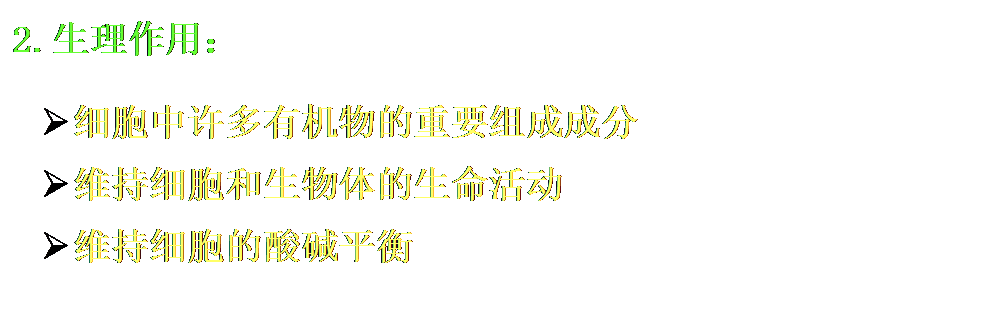 2.生理作用：
➢细胞中许多有机物的重要组成成分
➢维持细胞和生物体的生命活动
➢维持细胞的酸碱平衡